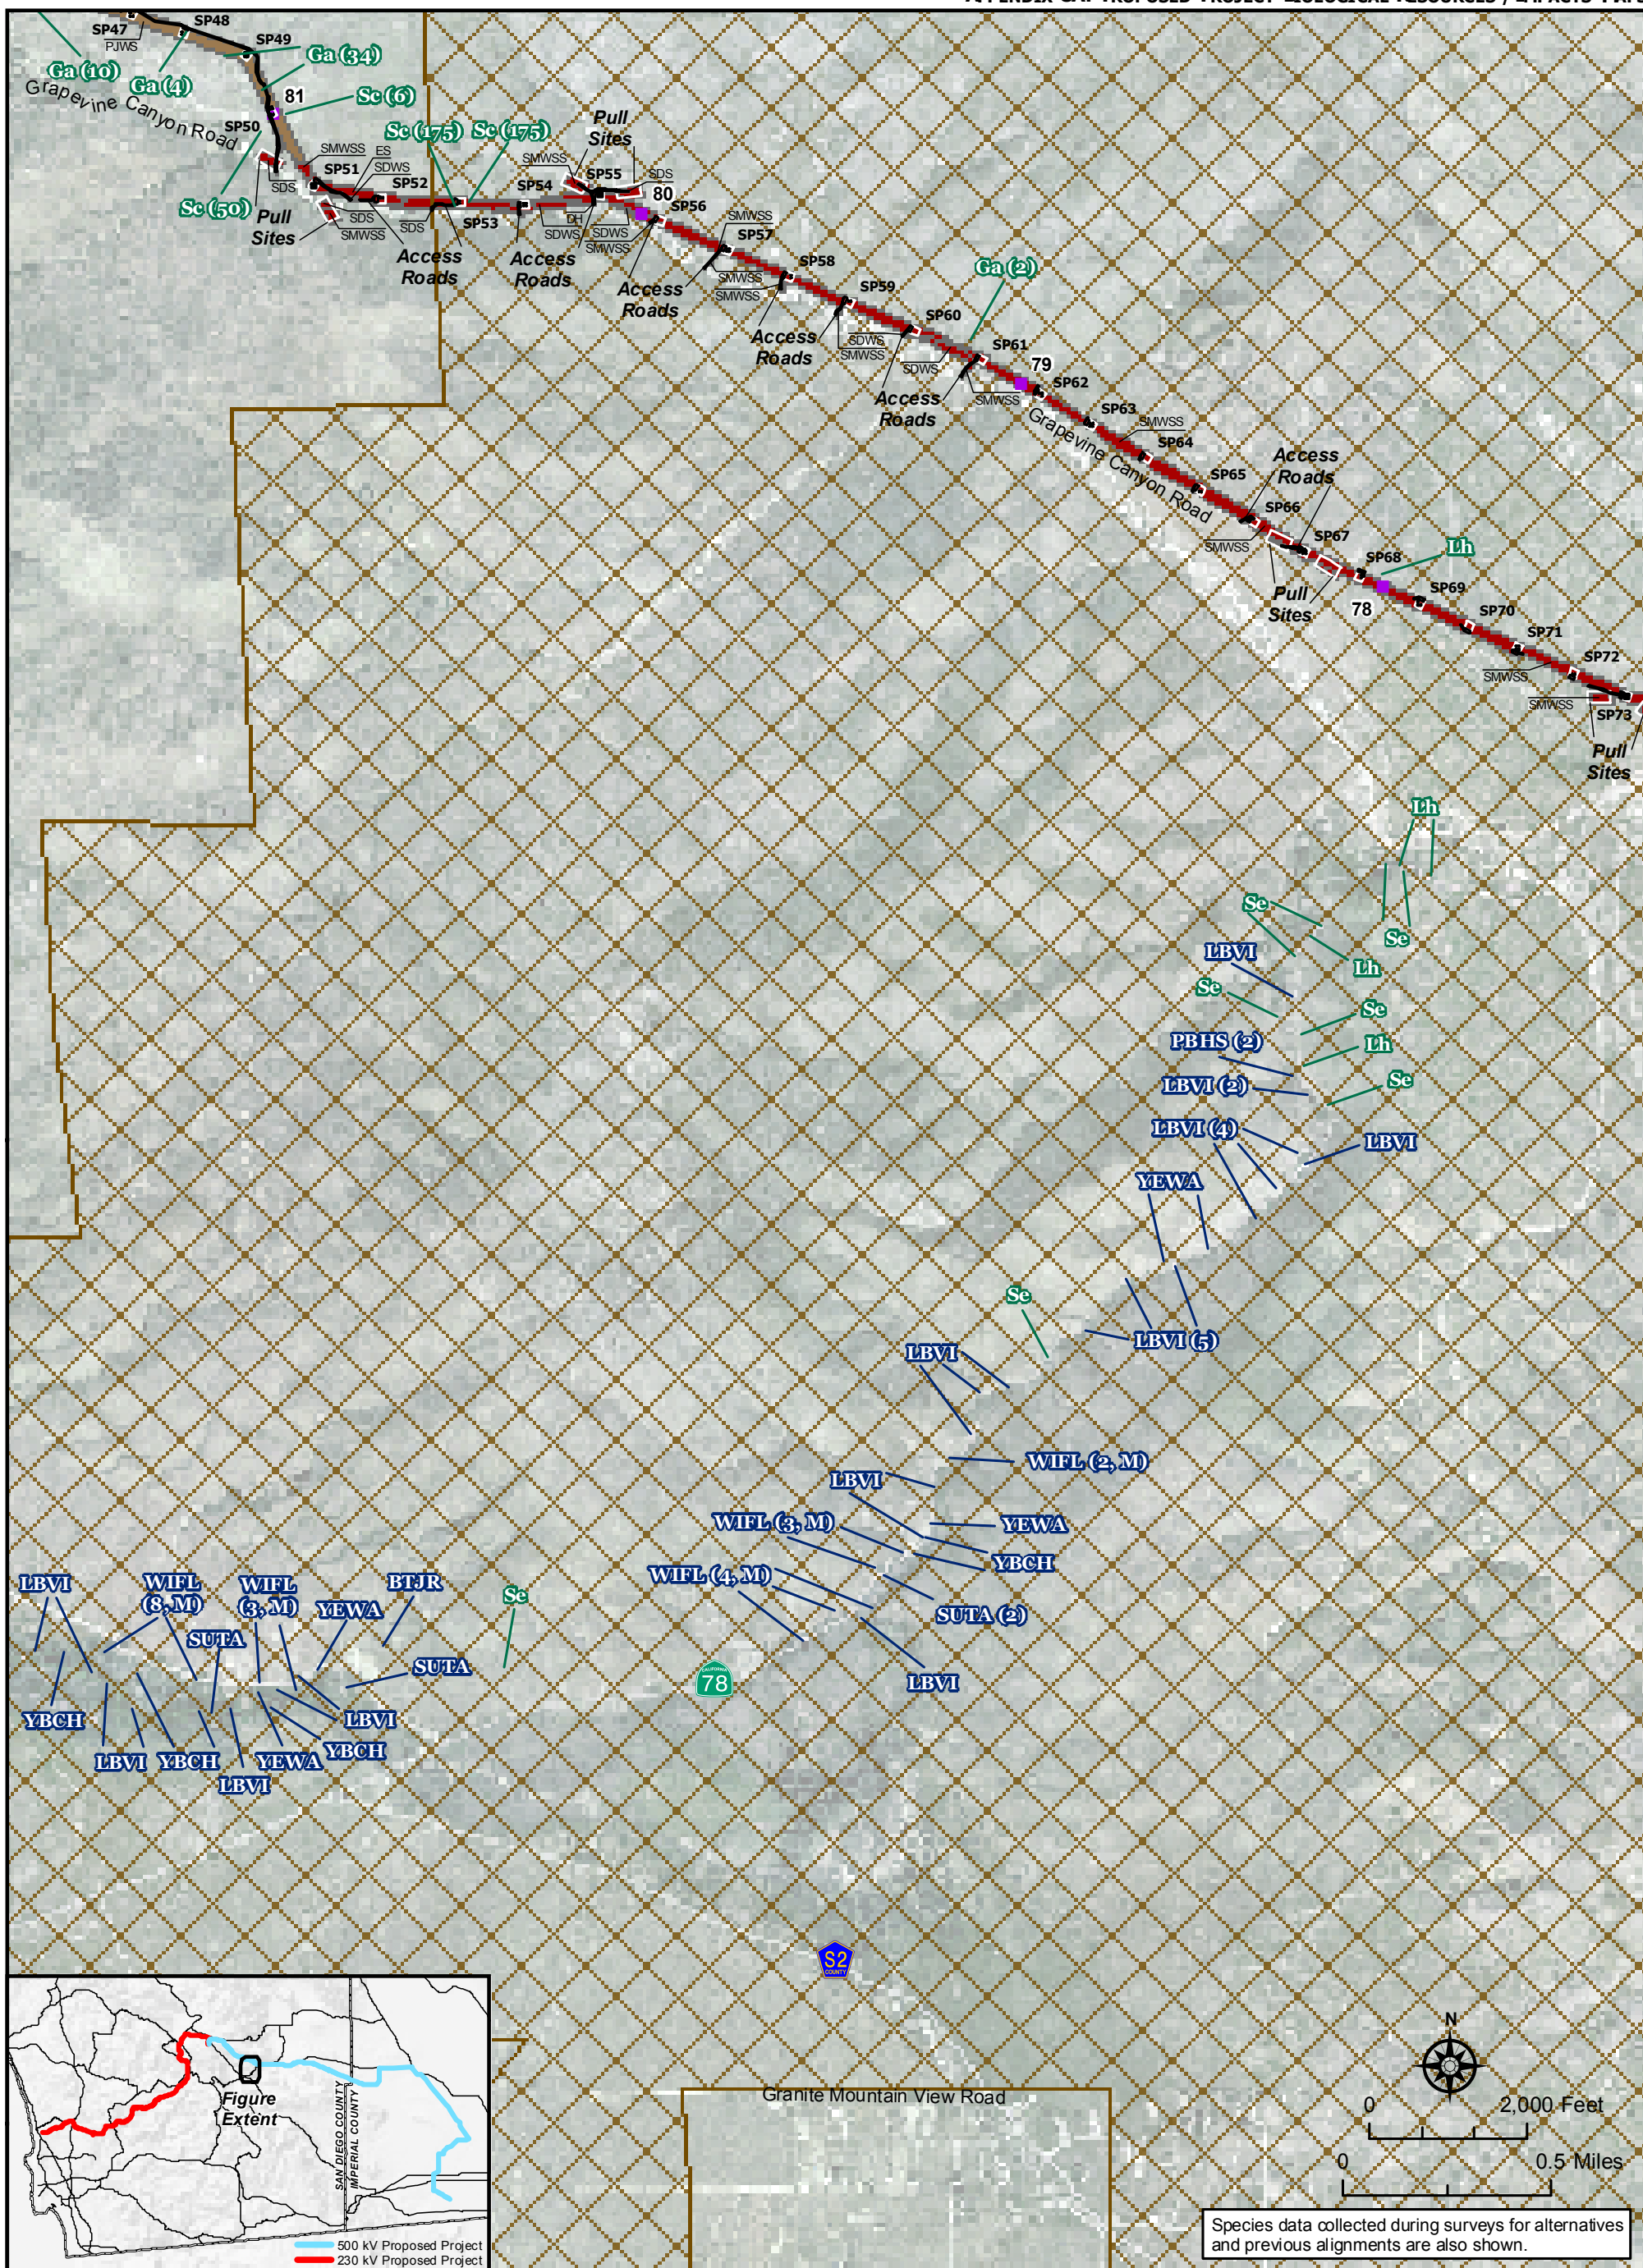 SP47
PJWS
SP48
SP49
Ga (10)
Ga (4)
Ga (34)
Grapevine Canyon Road
81
Sc (6)
SP50
Sc (175)
Sc (175)
Pull
Sites
SMWSS
ES
SDWS
SDS
SP51
SP52
Sc (50)
Pull
Sites
SDS
SMWSS
SDS
SP53
Access
Roads
SP54
SMWSS
SP55
SDS
80
DH
SDWS
SDWS
SMWSS
SP56
Access
Roads
SMWSS
SP57
Access
Roads
SMWSS
SMWSS
SP58
SP59
Access
Roads
SDWS
SMWSS
SP60
Ga (2)
SDWS
SP61
Access
Roads
SMWSS
79
SP62
Grapevine Canyon Road
SP63
SMWSS
SP64
SP65
Access
Roads
SP66
SMWSS
SP67
SP68
Lh
Pull
Sites
78
SP69
SP70
SP71
SMWSS
SP72
SMWSS
SP73
Pull
Sites
Lh
Se
Se
LBVI
Lh
Se
Se
PBHS (2)
Lh
LBVI (2)
Se
LBVI (4)
LBVI
YEWA
Se
LBVI (5)
LBVI
WIFL (2, M)
LBVI
WIFL (3, M)
YEWA
YBCH
WIFL (4, M)
SUTA (2)
LBVI
LBVI
WIFL
(8, M)
WIFL
(3, M)
YEWA
BTJR
Se
SUTA
SUTA
YBCH
LBVI
LBVI
YBCH
YEWA
YBCH
LBVI
CALIFORNIA
78
S2
COUNTY
Granite Mountain View Road
Figure
Extent
SAN DIEGO COUNTY
IMPERIAL COUNTY
500 kV Proposed Project
230 kV Proposed Project
N
0 2,000 Feet
0 0.5 Miles
Species data collected during surveys for alternatives
and previous alignments are also shown.